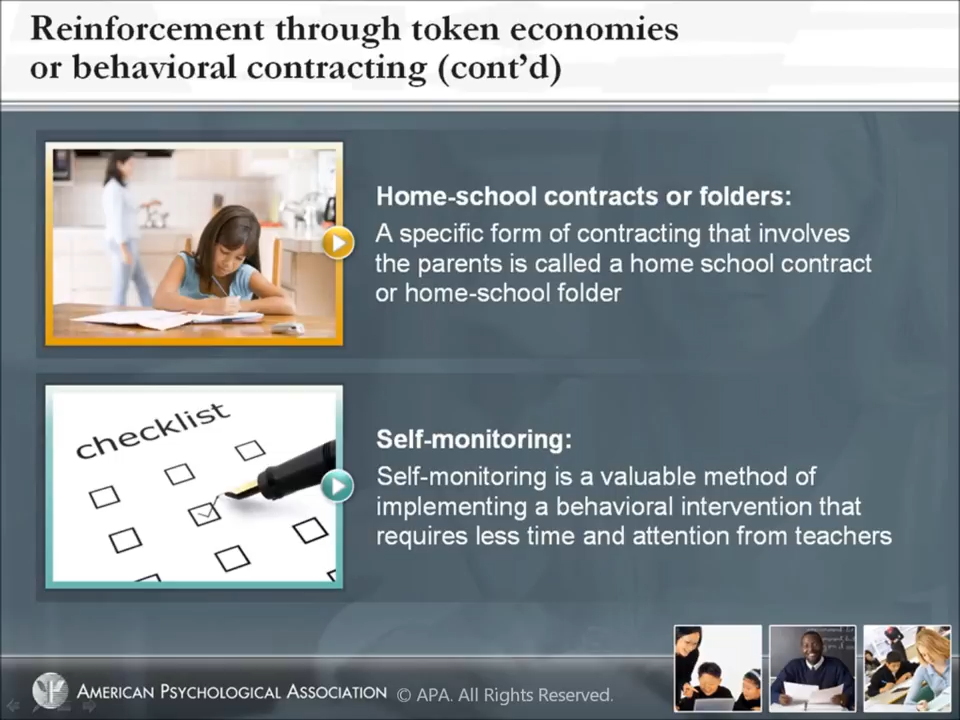 Reinforcement through token economies
or behavioral contracting (cont’d)
Home-school contracts or folders:
A specific form of contracting that involves
the parents is called a home school contract
or home-school folder
checklist
Self-monitoring:
Self-monitoring is a valuable method of
implementing a behavioral intervention that
requires less time and attention from teachers
AMERICAN PSYCHOLOGICAL ASSOCIATION © APA. All Rights Reserved.